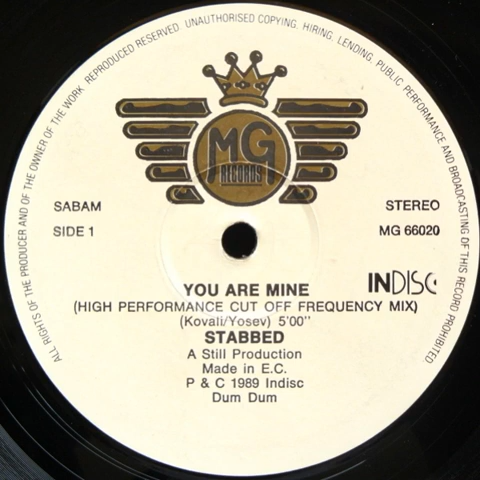 ALL RIGHTS OF THE PRODUCER AND OF THE OWNER OF THE WORK REPRODUCED RESERVED UNAUTHORISED COPYING, HIRING, LENDING, PUBLIC PERFORMANCE AND BROADCASTING OF THIS RECORD PROHIBITED
MG
RECORDS
SABAM STEREO
SIDE 1 MG 66020
INDISC
YOU ARE MINE
(HIGH PERFORMANCE CUT OFF FREQUENCY MIX)
(Kovali/Yosev) 5'00''
STABBED
A Still Production
Made in E.C.
P & C 1989 Indisc
Dum Dum